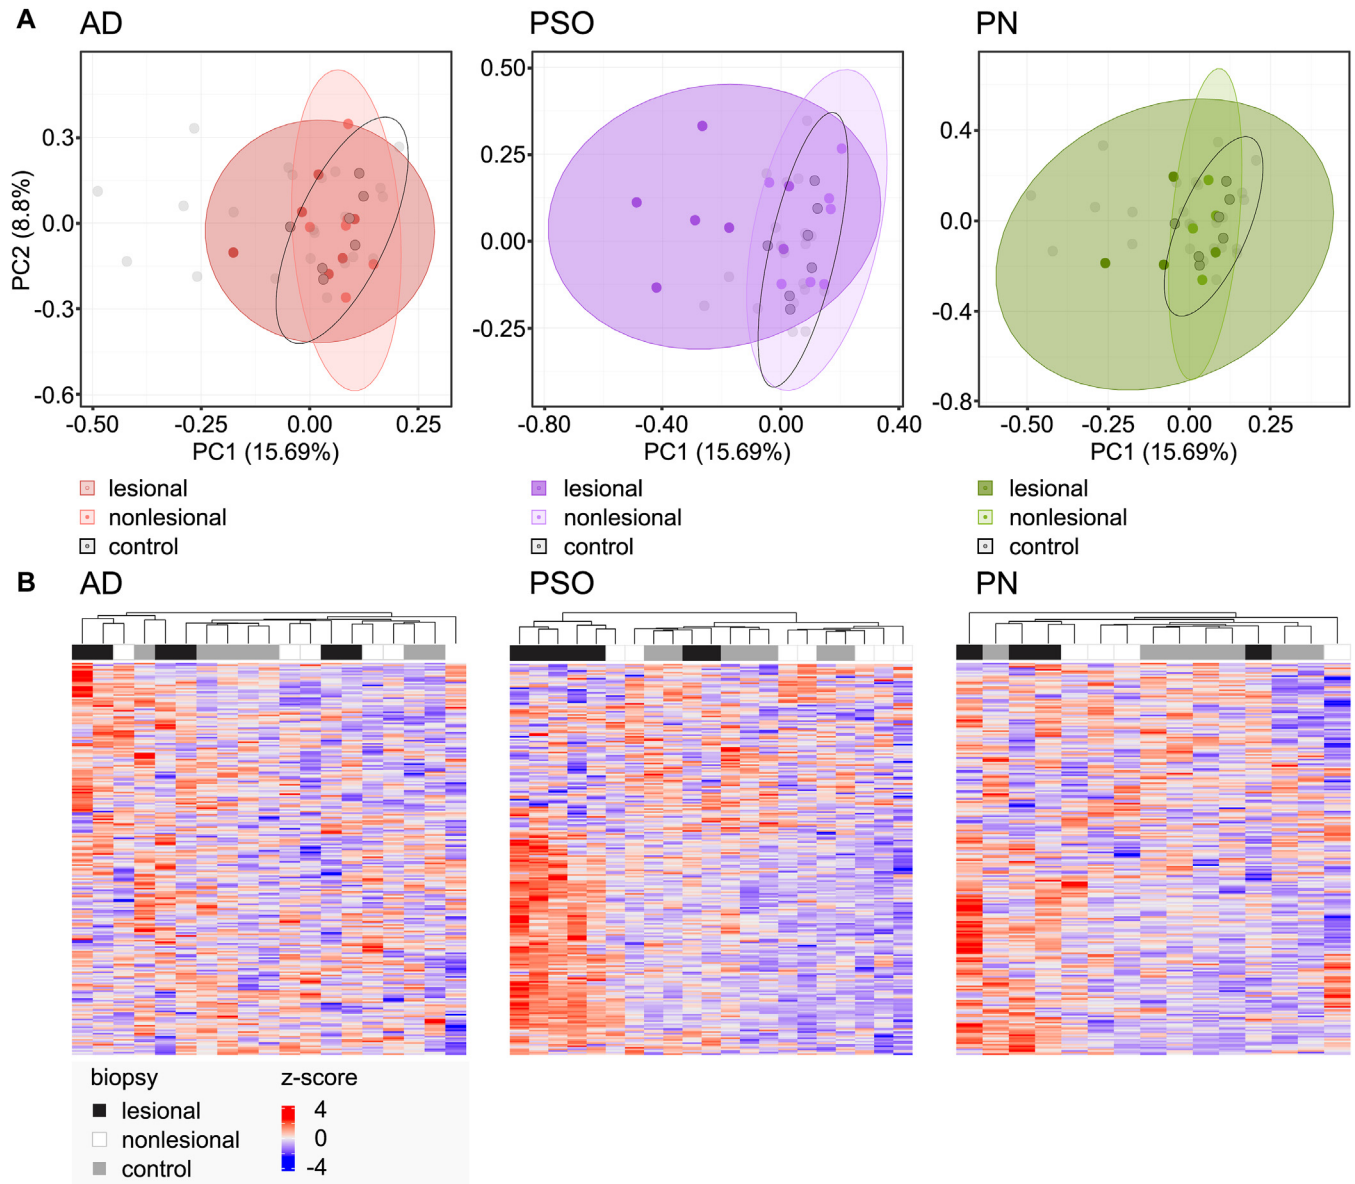 A AD PSO PN
PC2 (8.8%)
0.3
0.0
-0.3
-0.6
-0.50 -0.25 0.00 0.25
PC1 (15.69%)
0.50
0.25
0.00
-0.25
-0.80 -0.40 0.00 0.40
PC1 (15.69%)
0.4
0.0
-0.4
-0.8
-0.50 -0.25 0.00 0.25
PC1 (15.69%)
lesional
nonlesional
control
lesional
nonlesional
control
lesional
nonlesional
control
B AD PSO PN
biopsy
lesional
nonlesional
control
z-score
4
0
-4